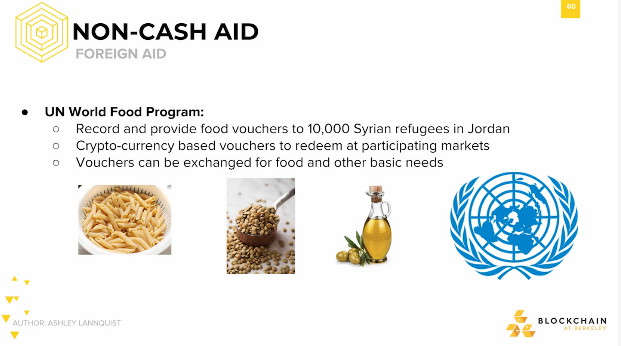 60
NON-CASH AID
FOREIGN AID
● UN World Food Program:
○ Record and provide food vouchers to 10,000 Syrian refugees in Jordan
○ Crypto-currency based vouchers to redeem at participating markets
○ Vouchers can be exchanged for food and other basic needs
AUTHOR: ASHLEY LANNQUIST
BLOCKCHAIN
AT BERKELEY